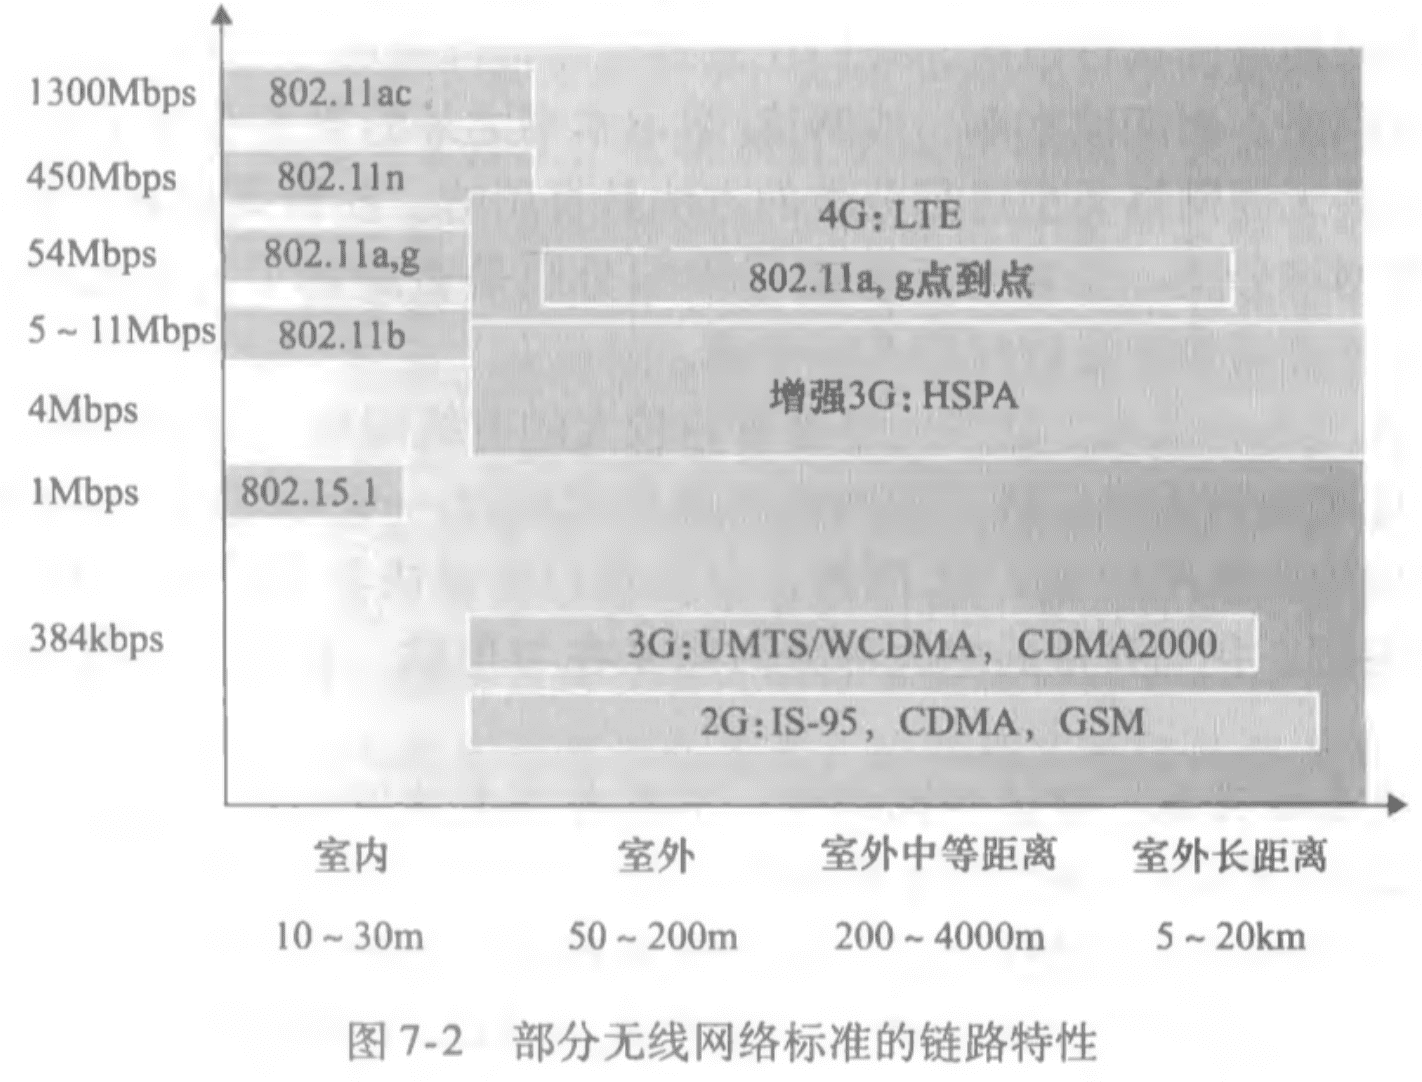 1300Mbps 802.11ac
450Mbps 802.11n
4G: LTE
54Mbps 802.11a,g
802.11a, g点到点
5 ~ 11Mbps 802.11b
增强3G: HSPA
4Mbps
1Mbps 802.15.1
384kbps 3G: UMTS/WCDMA, CDMA2000
2G: IS-95, CDMA, GSM
室内 室外 室外中等距离 室外长距离
10 ~ 30m 50 ~ 200m 200 ~ 4000m 5 ~ 20km
图 7-2 部分无线网络标准的链路特性